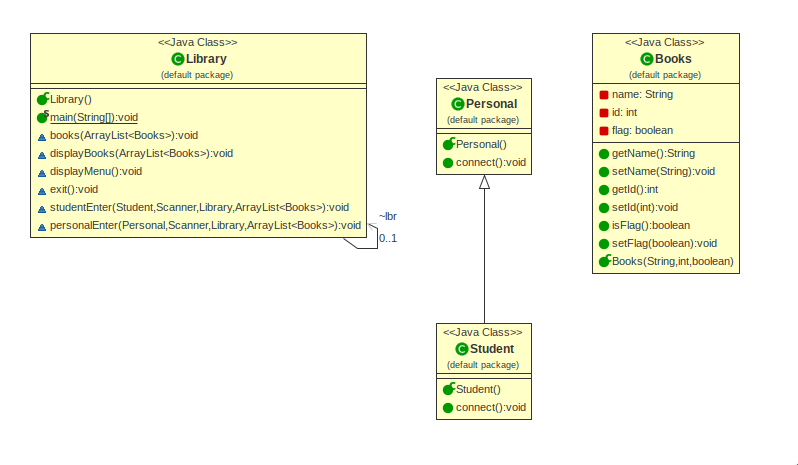 <<Java Class>>
Library
(default package)
Library()
main(String[]):void
books(ArrayList<Books>):void
displayBooks(ArrayList<Books>):void
displayMenu():void
exit():void
studentEnter(Student,Scanner,Library,ArrayList<Books>):void
personalEnter(Personal,Scanner,Library,ArrayList<Books>):void
~lbr
0..1
<<Java Class>>
Personal
(default package)
Personal()
connect():void
<<Java Class>>
Student
(default package)
Student()
connect():void
<<Java Class>>
Books
(default package)
name: String
id: int
flag: boolean
getName():String
setName(String):void
getId():int
setId(int):void
isFlag():boolean
setFlag(boolean):void
Books(String,int,boolean)